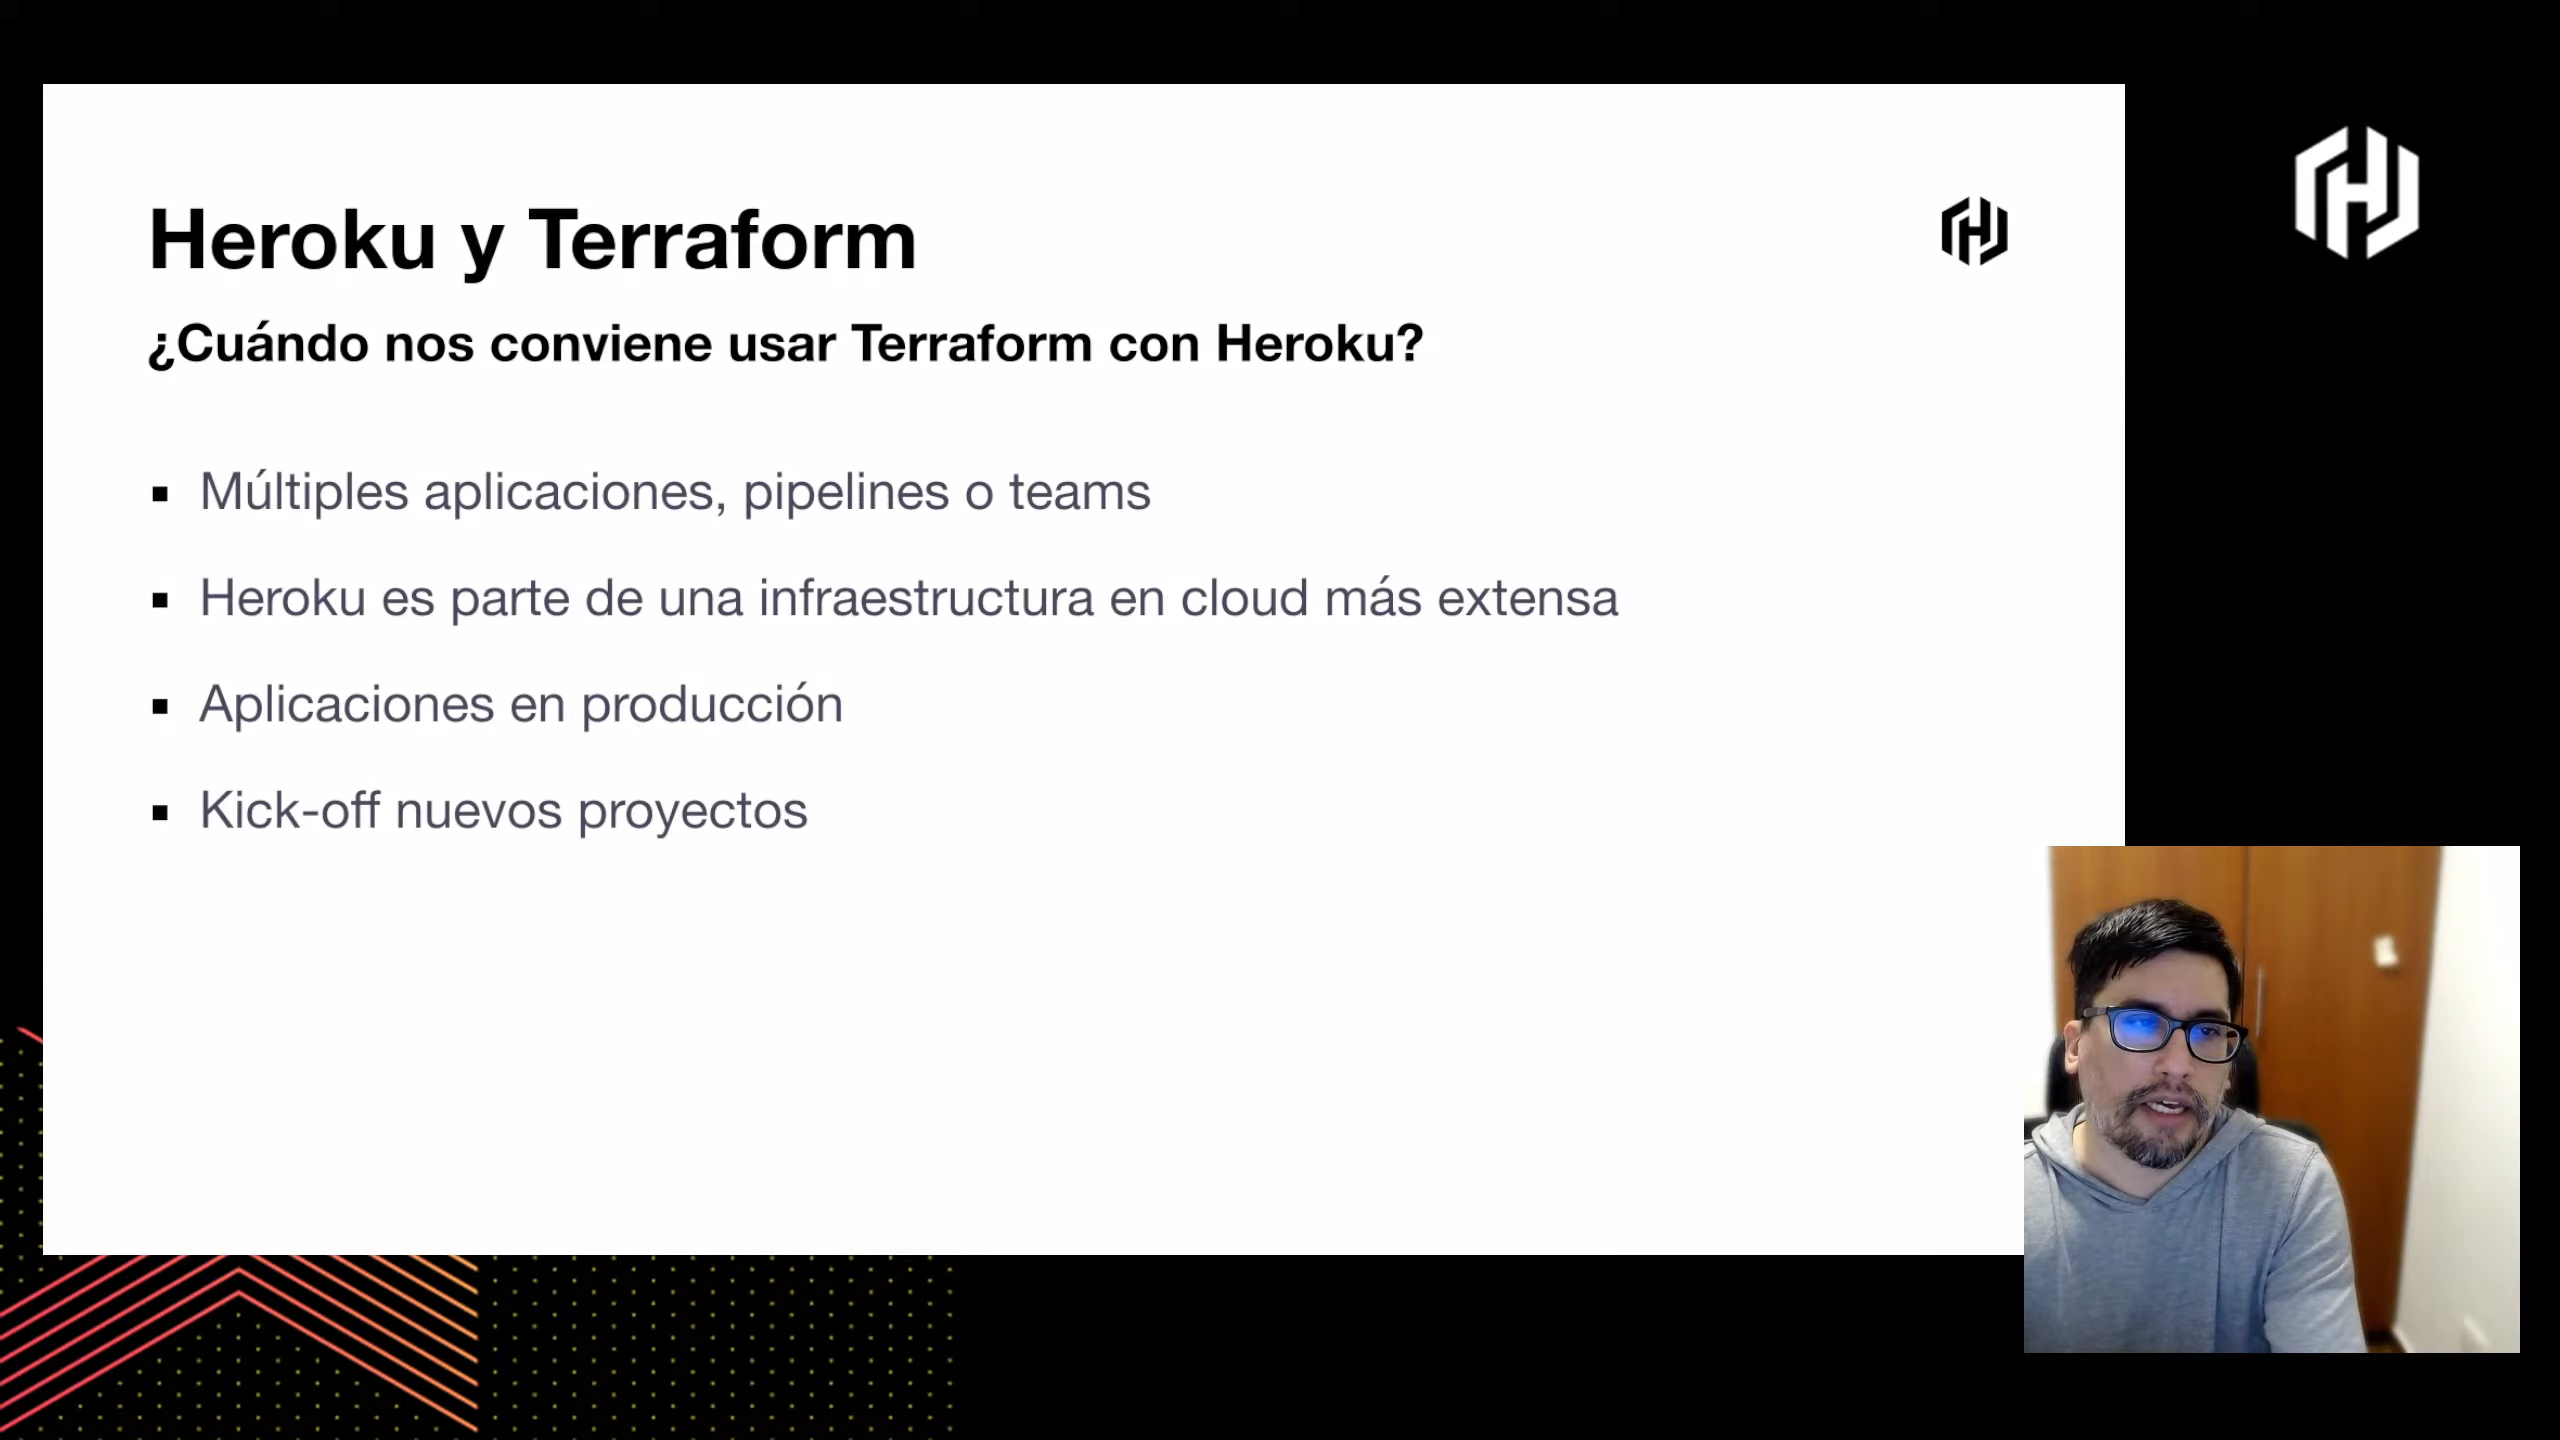 Heroku y Terraform
¿Cuándo nos conviene usar Terraform con Heroku?
▪ Múltiples aplicaciones, pipelines o teams
▪ Heroku es parte de una infraestructura en cloud más extensa
▪ Aplicaciones en producción
▪ Kick-off nuevos proyectos